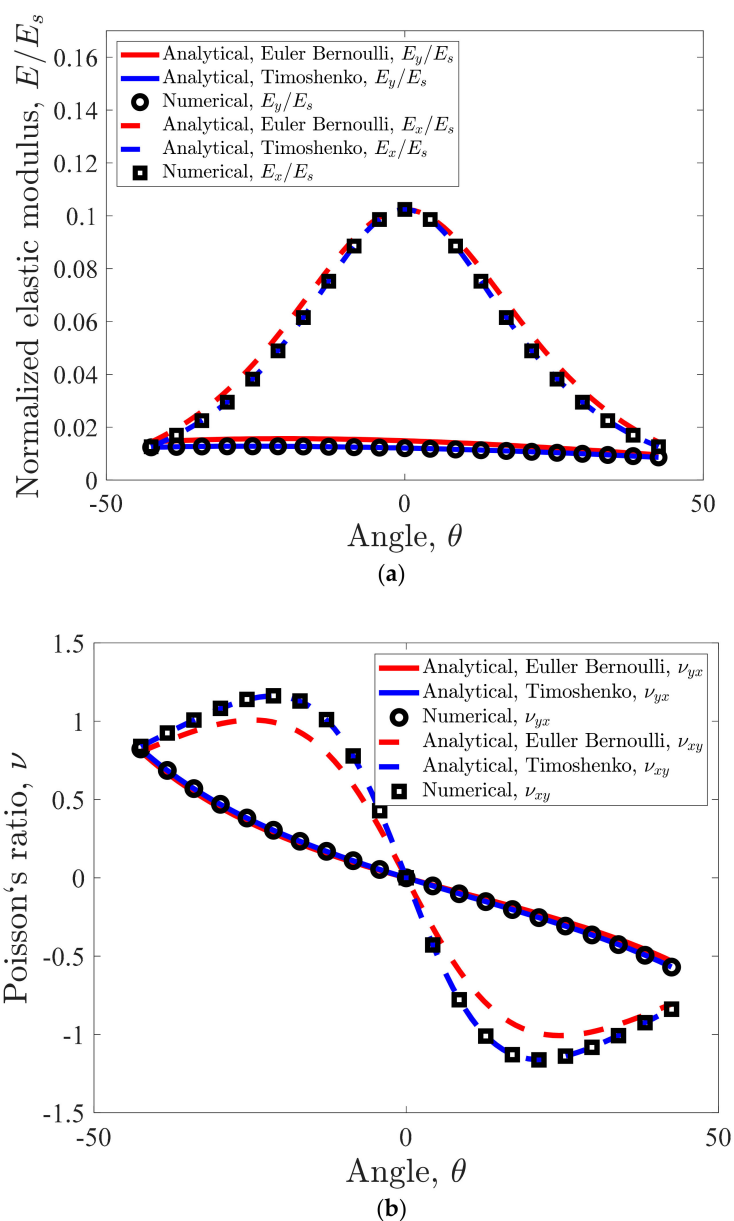 Normalized elastic modulus, E/Eₛ
0.16
0.14
0.12
0.1
0.08
0.06
0.04
0.02
0
Analytical, Euler Bernoulli, E_y/E_s
Analytical, Timoshenko, E_y/E_s
Numerical, E_y/E_s
Analytical, Euler Bernoulli, E_x/E_s
Analytical, Timoshenko, E_x/E_s
Numerical, E_x/E_s
-50
0
50
Angle, θ
(a)
Poisson‘s ratio, ν
1.5
1
0.5
0
-0.5
-1
-1.5
Analytical, Euller Bernoulli, ν_yx
Analytical, Timoshenko, ν_yx
Numerical, ν_yx
Analytical, Euller Bernoulli, ν_xy
Analytical, Timoshenko, ν_xy
Numerical, ν_xy
-50
0
50
Angle, θ
(b)